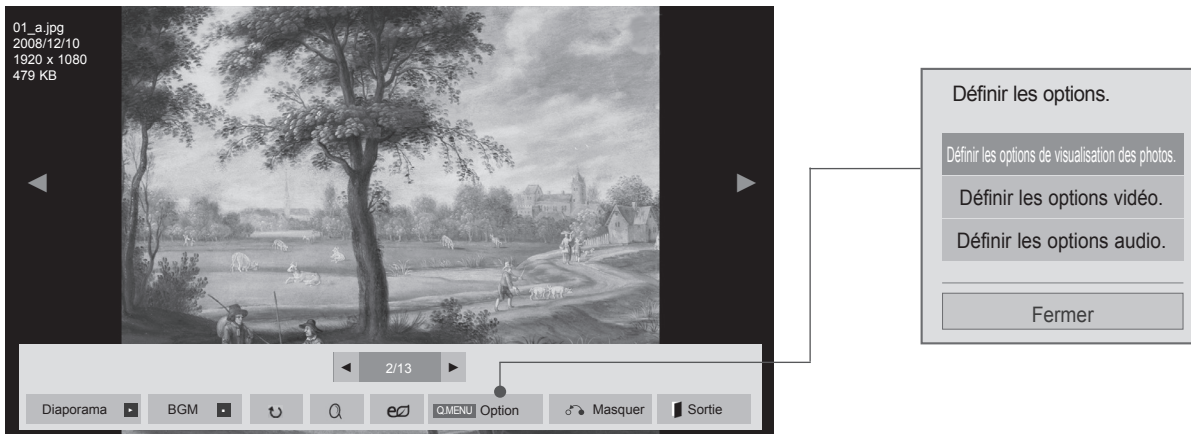 01_a.jpg
2008/12/10
1920 x 1080
479 KB
2/13
Diaporama
BGM
Q.MENU Option
Masquer
Sortie
Définir les options.
Définir les options de visualisation des photos.
Définir les options vidéo.
Définir les options audio.
Fermer